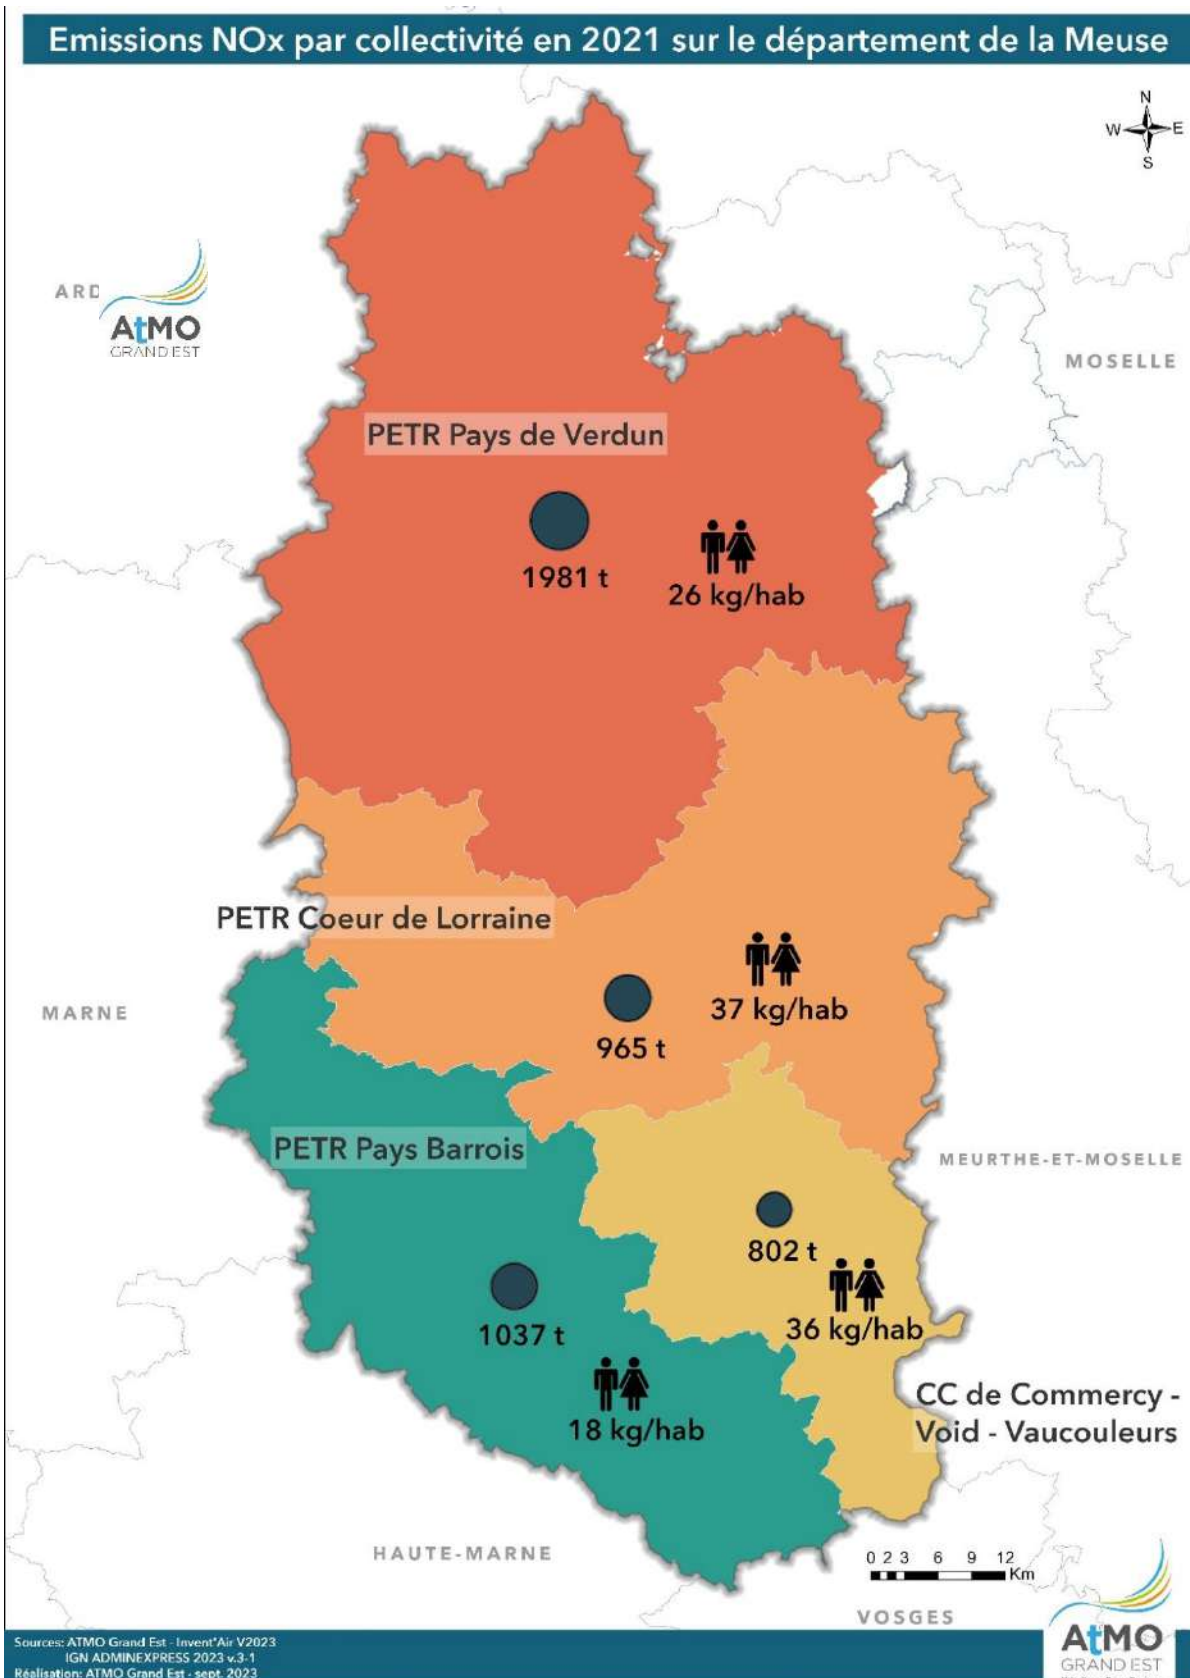 Emissions NOx par collectivité en 2021 sur le département de la Meuse
N
W E
S
ARD
AtMO
GRAND EST
MOSELLE
PETR Pays de Verdun
1981 t
26 kg/hab
PETR Coeur de Lorraine
37 kg/hab
965 t
MARNE
PETR Pays Barrois
MEURTHE-ET-MOSELLE
802 t
36 kg/hab
1037 t
18 kg/hab
CC de Commercy -
Void - Vaucouleurs
HAUTE-MARNE
0 2 3 6 9 12
Km
VOSGES
Sources: ATMO Grand Est - Invent'Air V2023
IGN ADMINEXPRESS 2023 v.3-1
Réalisation: ATMO Grand Est - sept. 2023
AtMO
GRAND EST